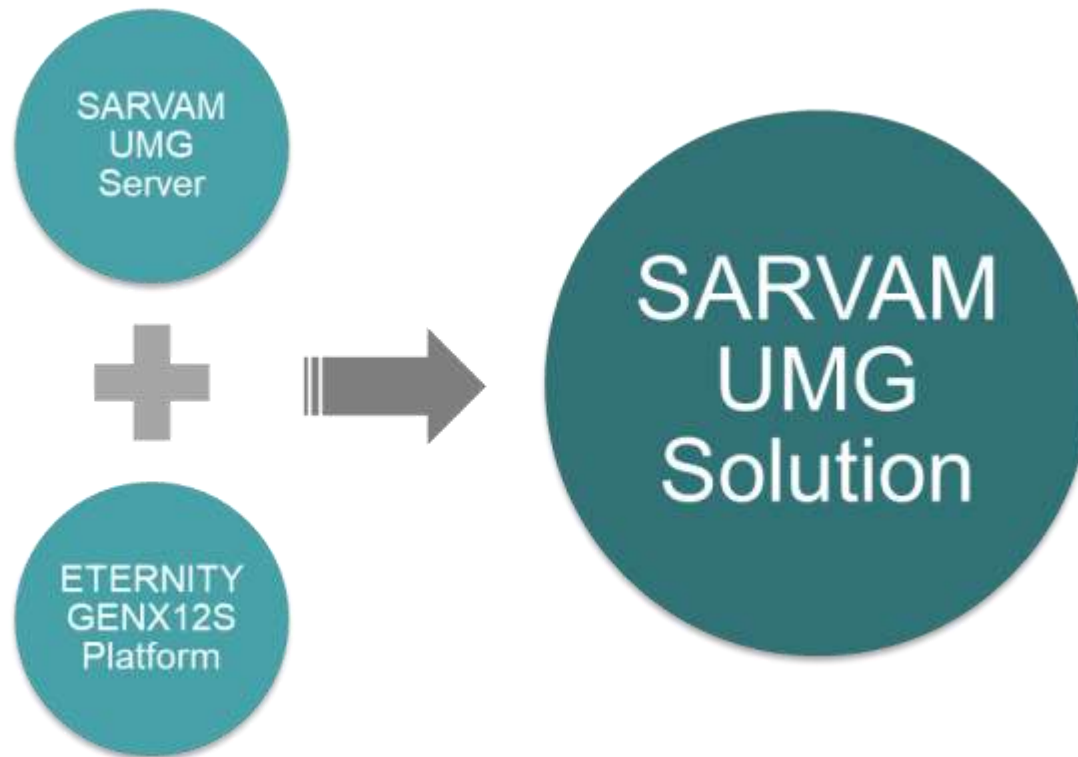 SARVAM
UMG
Server
ETERNITY
GENX12S
Platform
SARVAM
UMG
Solution